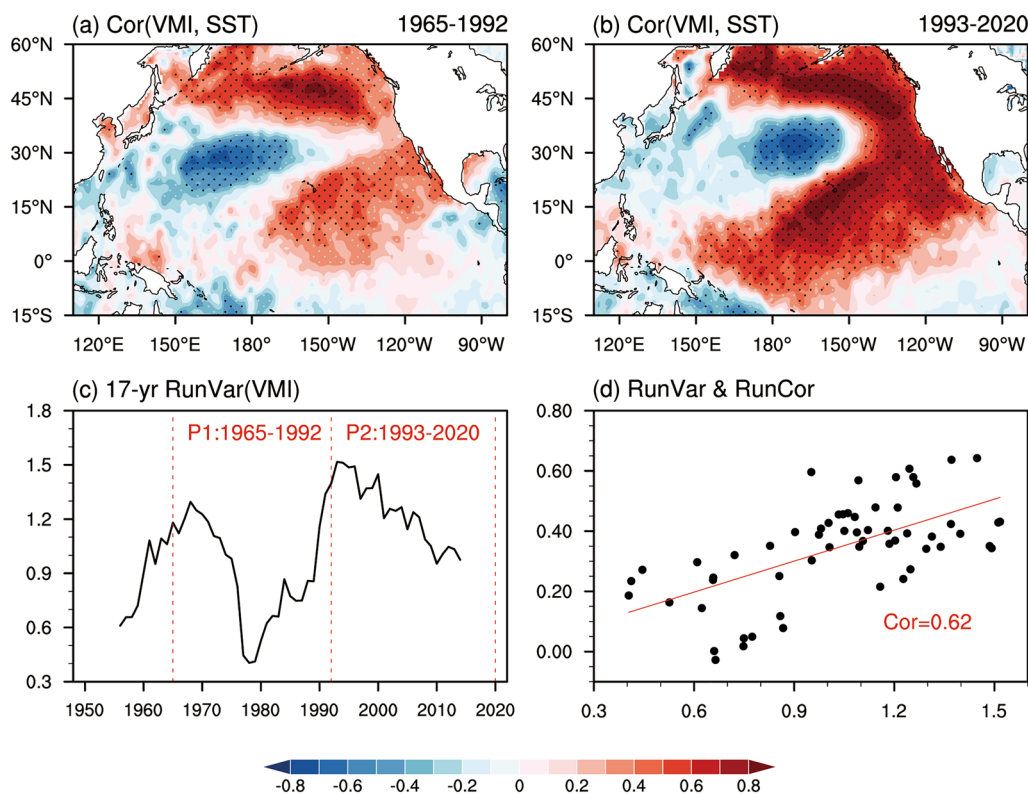 (a) Cor(VMI, SST) 1965-1992
60°N
45°N
30°N
15°N
0°
15°S
120°E 150°E 180° 150°W 120°W 90°W
(b) Cor(VMI, SST) 1993-2020
60°N
45°N
30°N
15°N
0°
15°S
120°E 150°E 180° 150°W 120°W 90°W
(c) 17-yr RunVar(VMI)
1.8
1.5
1.2
0.9
0.6
0.3
P1:1965-1992 P2:1993-2020
1950 1960 1970 1980 1990 2000 2010 2020
(d) RunVar & RunCor
0.80
0.60
0.40
0.20
0.00
Cor=0.62
0.3 0.6 0.9 1.2 1.5
-0.8 -0.6 -0.4 -0.2 0 0.2 0.4 0.6 0.8